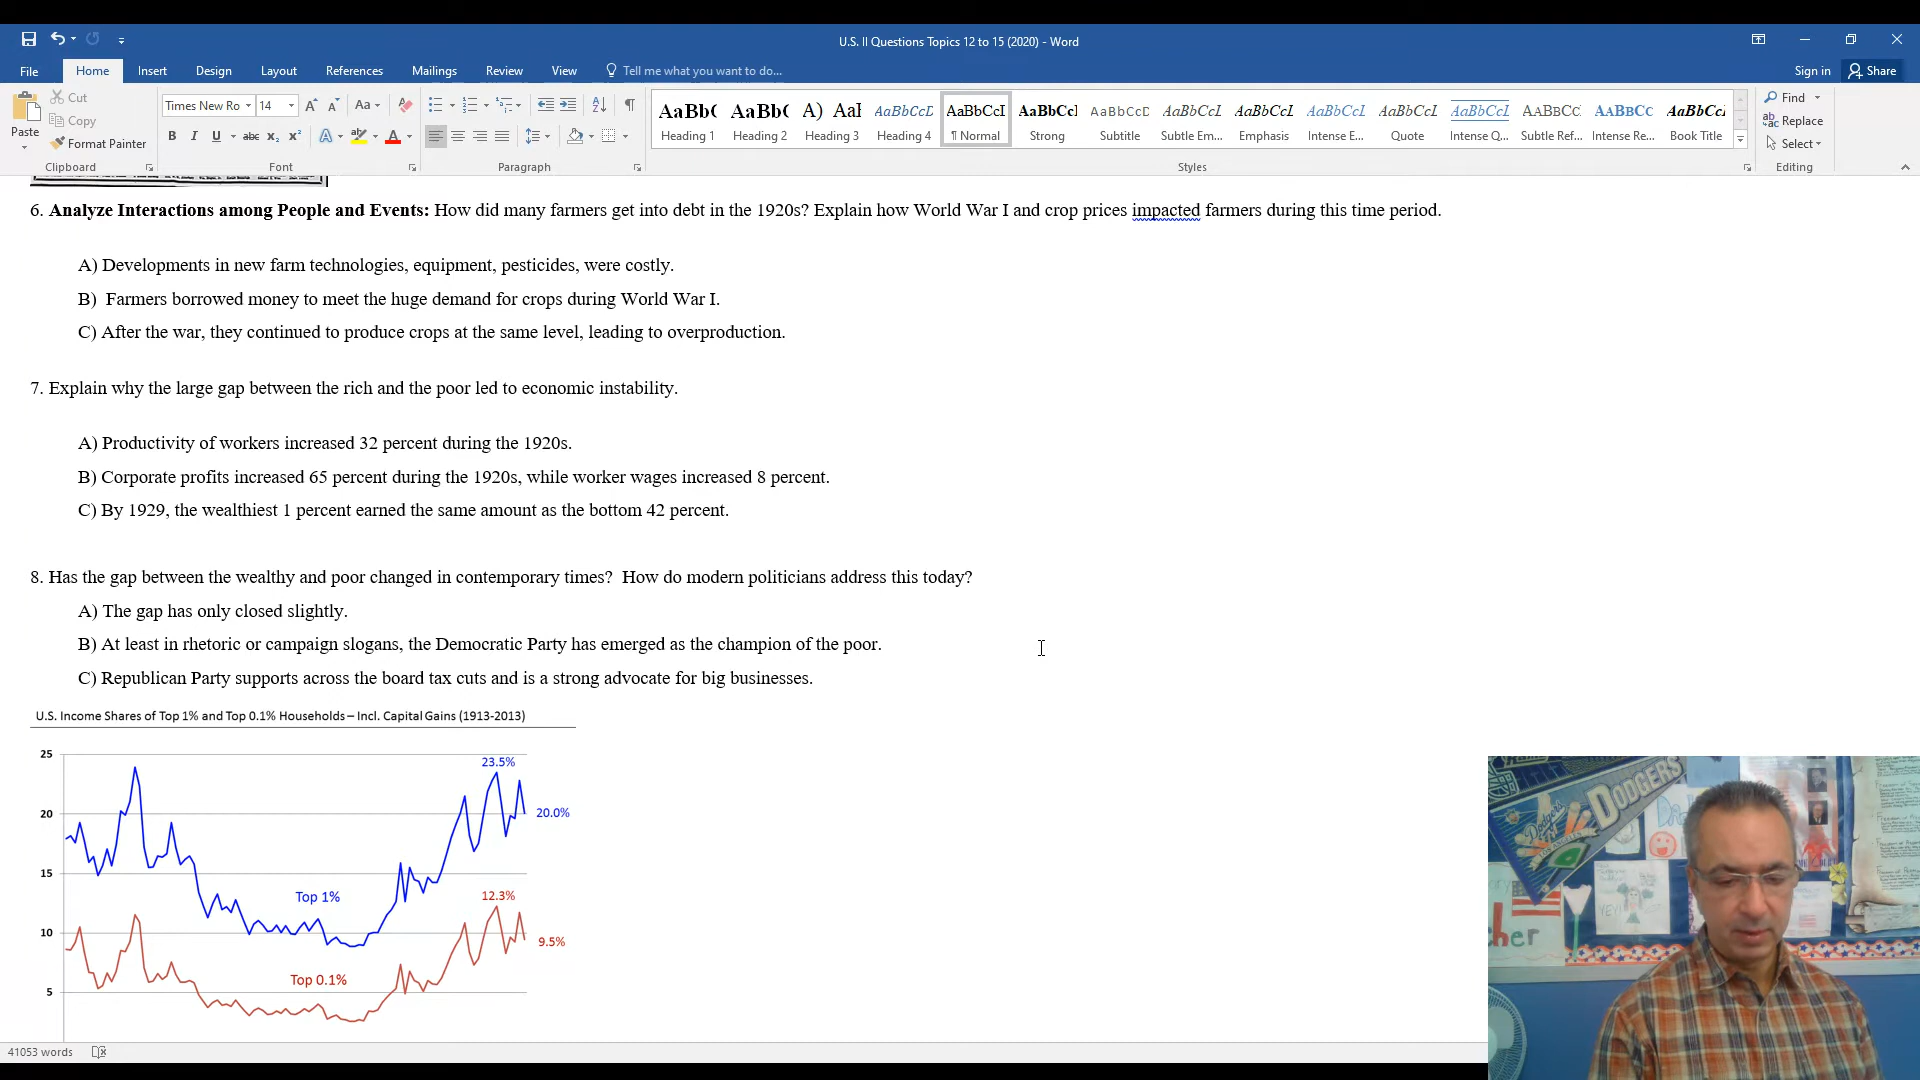 U.S. II Questions Topics 12 to 15 (2020) - Word
File Home Insert Design Layout References Mailings Review View Tell me what you want to do... Sign in Share
Paste
Cut
Copy
Format Painter
Times New Ro 14
AaBbC Heading 1
AaBbC Heading 2
A) AaB Heading 3
AaBbCcD Heading 4
AaBbCcI ¶ Normal
AaBbCcI Strong
AaBbCcD Subtitle
AaBbCcI Subtle Em...
AaBbCcI Emphasis
AaBbCcI Intense E...
AaBbCcI Quote
AaBbCcI Intense Q...
AaBbCc Subtle Ref...
AaBbCc Intense Re...
AaBbCcI Book Title
Find
Replace
Select
Clipboard Font Paragraph Styles Editing
6. Analyze Interactions among People and Events: How did many farmers get into debt in the 1920s? Explain how World War I and crop prices impacted farmers during this time period.
A) Developments in new farm technologies, equipment, pesticides, were costly.
B) Farmers borrowed money to meet the huge demand for crops during World War I.
C) After the war, they continued to produce crops at the same level, leading to overproduction.
7. Explain why the large gap between the rich and the poor led to economic instability.
A) Productivity of workers increased 32 percent during the 1920s.
B) Corporate profits increased 65 percent during the 1920s, while worker wages increased 8 percent.
C) By 1929, the wealthiest 1 percent earned the same amount as the bottom 42 percent.
8. Has the gap between the wealthy and poor changed in contemporary times? How do modern politicians address this today?
A) The gap has only closed slightly.
B) At least in rhetoric or campaign slogans, the Democratic Party has emerged as the champion of the poor.
C) Republican Party supports across the board tax cuts and is a strong advocate for big businesses.
U.S. Income Shares of Top 1% and Top 0.1% Households – Incl. Capital Gains (1913-2013)
25
23.5%
20
20.0%
15
Top 1%
12.3%
10
9.5%
Top 0.1%
5
Dodgers
YEY!
her
41053 words